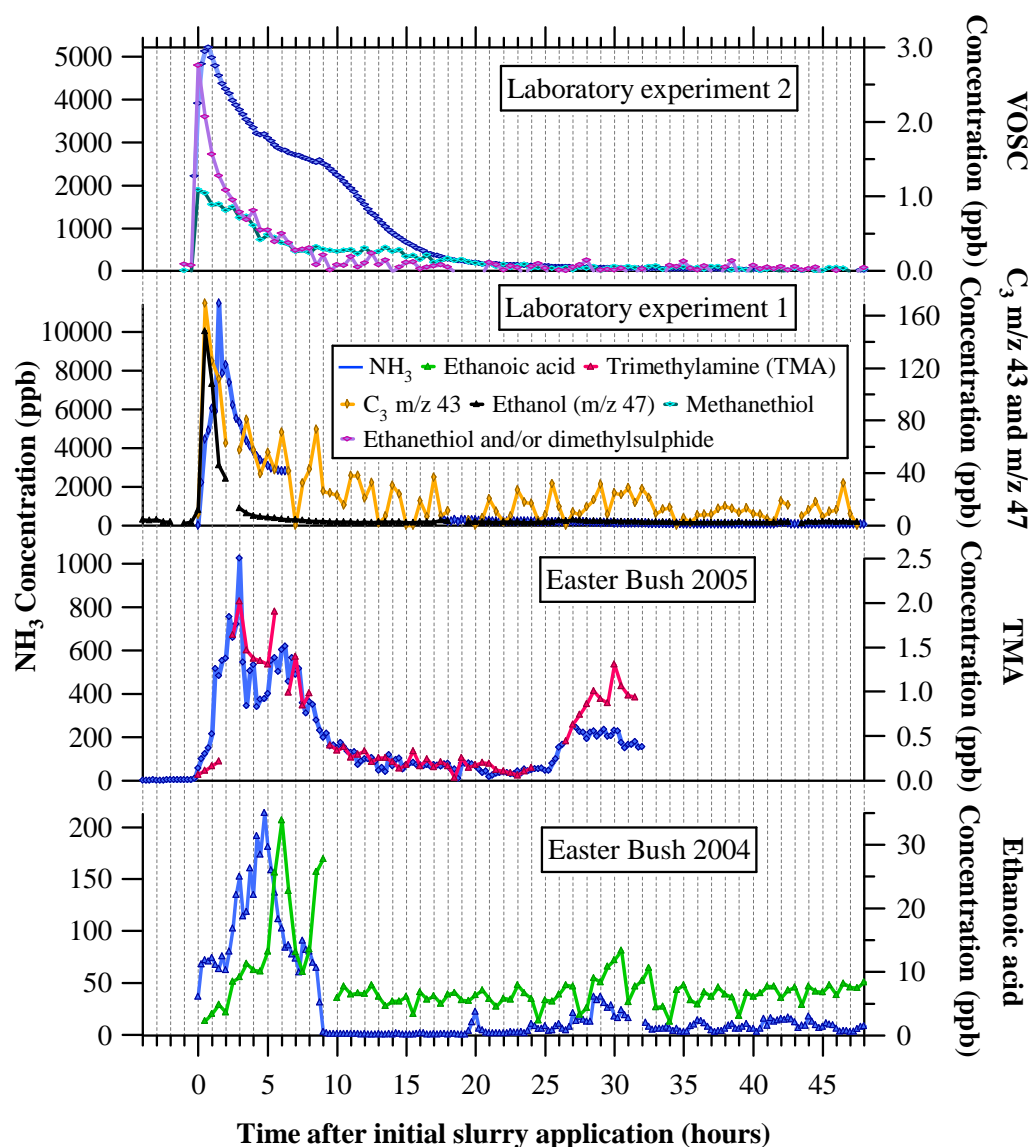 Laboratory experiment 2
5000
4000
3000
2000
1000
0
3.0
2.0
1.0
0.0
Concentration (ppb)
VOSC
Laboratory experiment 1
NH3 Ethanoic acid Trimethylamine (TMA)
C3 m/z 43 Ethanol (m/z 47) Methanethiol
Ethanethiol and/or dimethylsulphide
10000
8000
6000
4000
2000
0
160
120
80
40
0
Concentration (ppb)
C3 m/z 43 and m/z 47
NH3 Concentration (ppb)
Easter Bush 2005
1000
800
600
400
200
0
2.5
2.0
1.5
1.0
0.5
0.0
Concentration (ppb)
TMA
Easter Bush 2004
200
150
100
50
0
30
20
10
0
Concentration (ppb)
Ethanoic acid
0 5 10 15 20 25 30 35 40 45
Time after initial slurry application (hours)